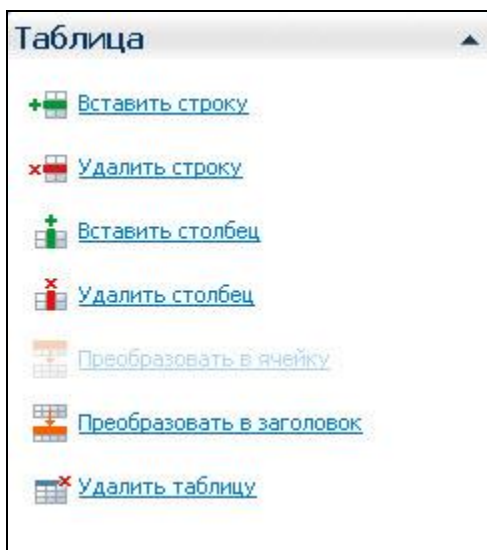 Таблица
Вставить строку
Удалить строку
Вставить столбец
Удалить столбец
Преобразовать в ячейку
Преобразовать в заголовок
Удалить таблицу